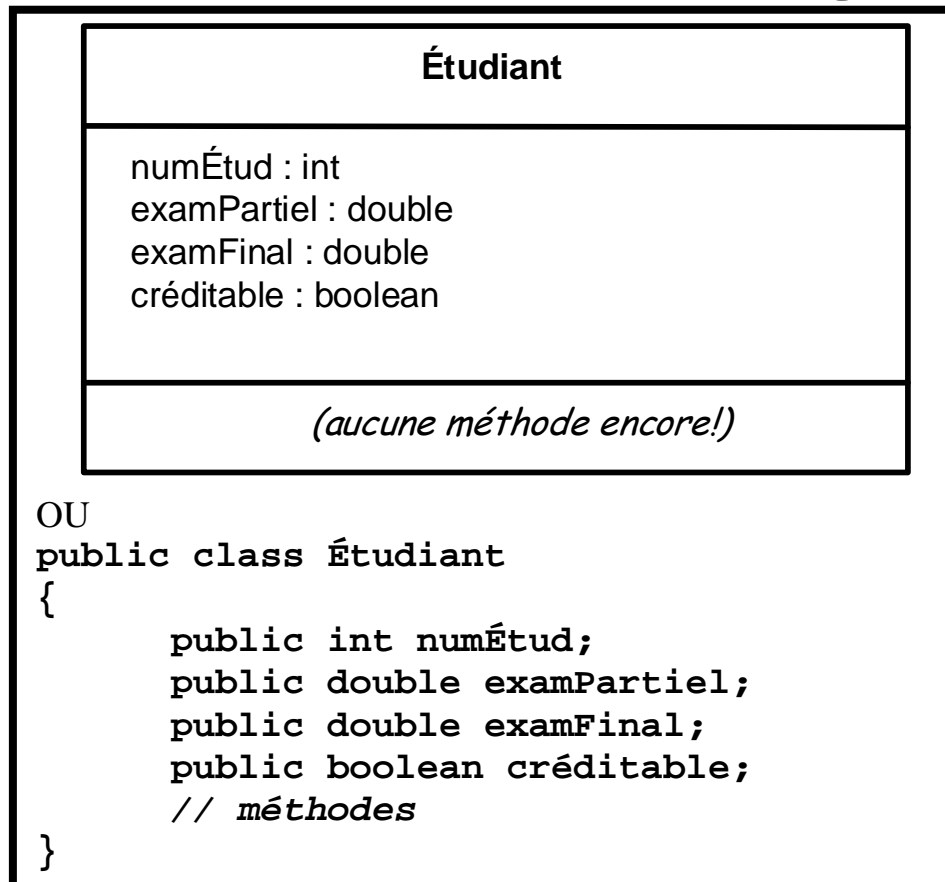 Étudiant
numÉtud : int
examPartiel : double
examFinal : double
créditable : boolean
(aucune méthode encore!)
OU
public class Étudiant
{
public int numÉtud;
public double examPartiel;
public double examFinal;
public boolean créditable;
// méthodes
}